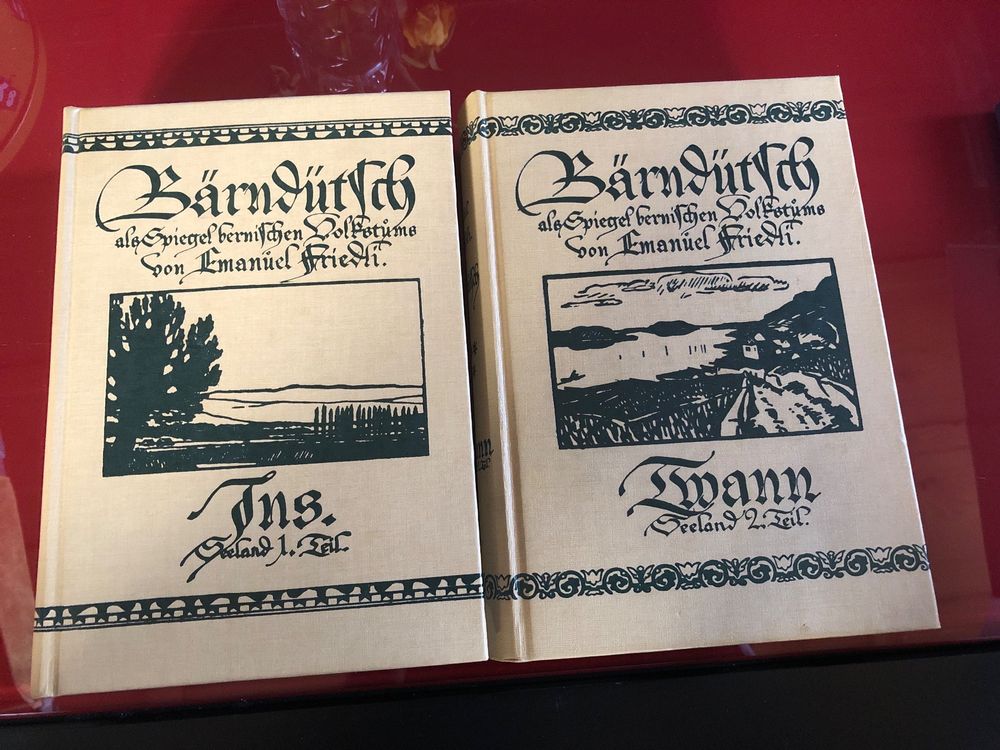 Bärndütsch
als Spiegel bernischen Volkstums
von Emanuel Friedli.
Ins.
Seeland 1. Teil.
Bärndütsch
als Spiegel bernischen Volkstums
von Emanuel Friedli.
Twann
Seeland 2. Teil.